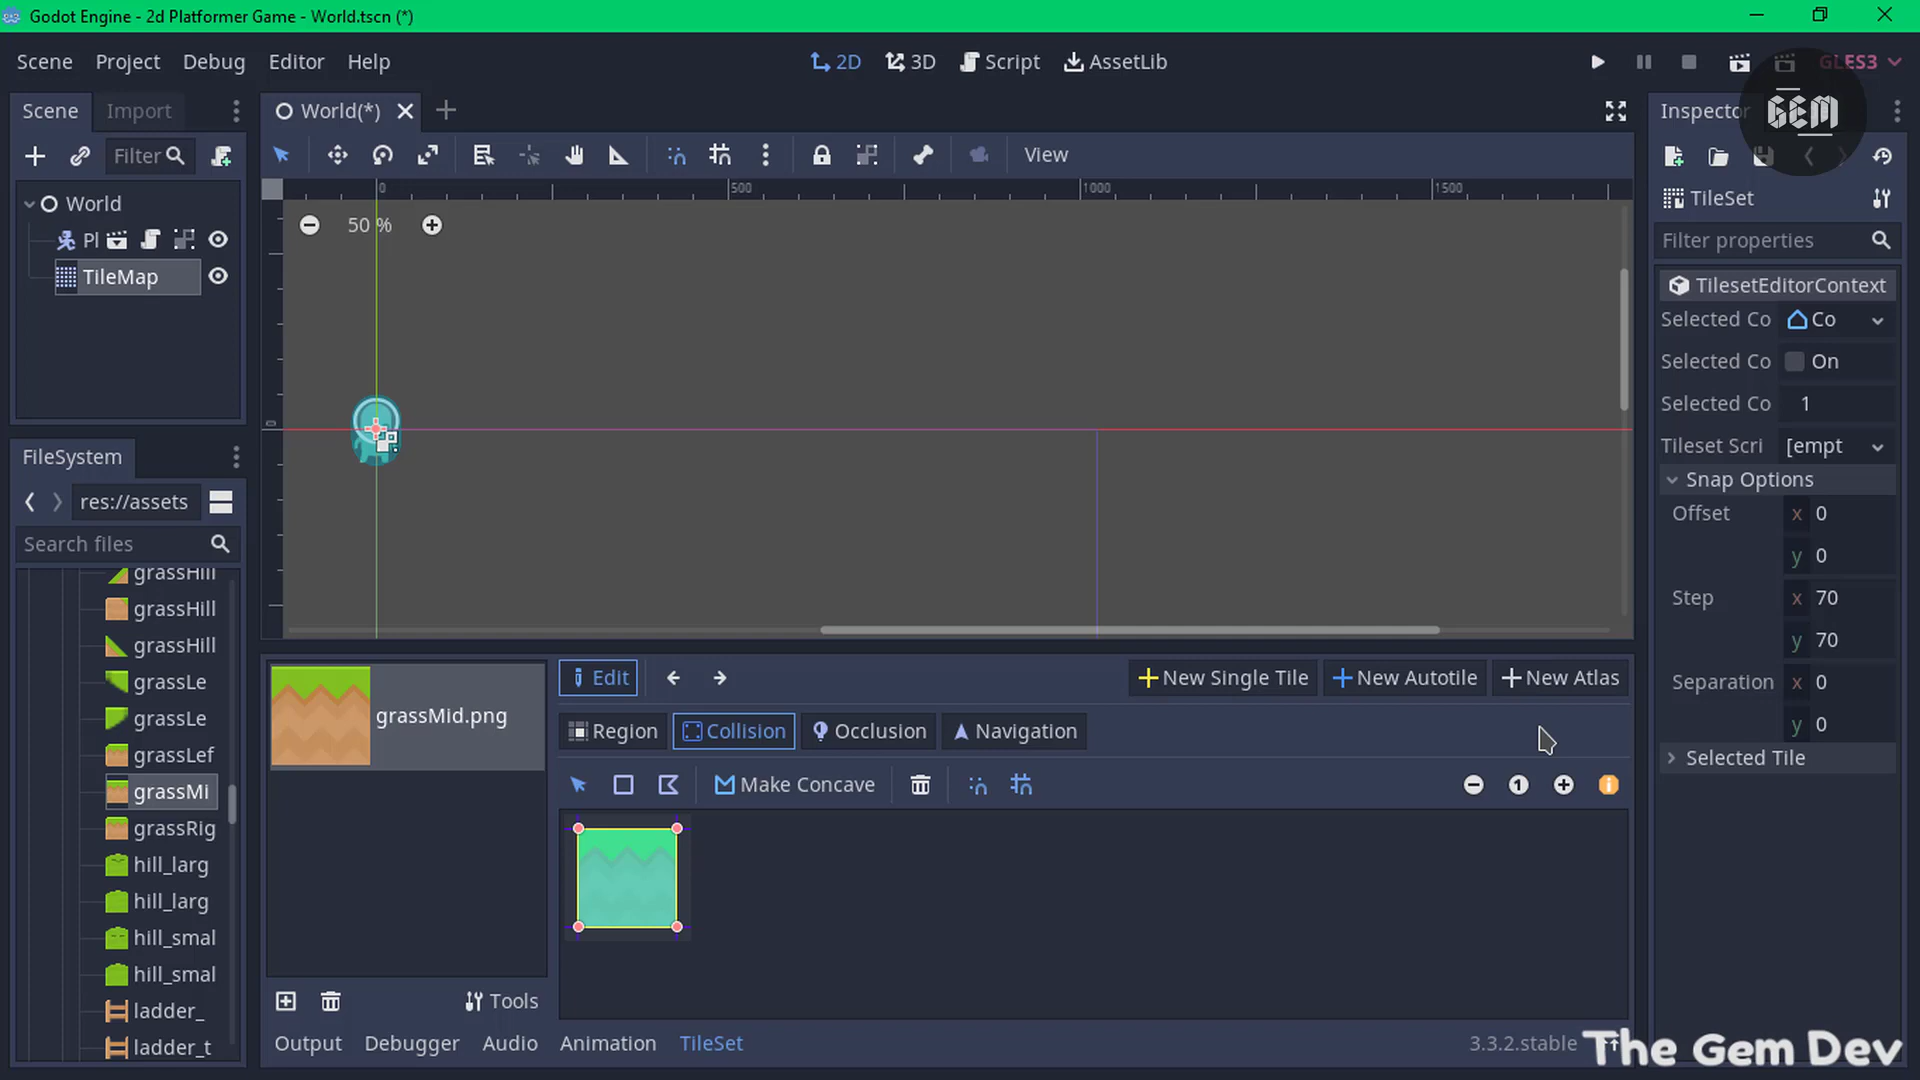 Godot Engine - 2d Platformer Game - World.tscn (*)
Scene Project Debug Editor Help
2D 3D Script AssetLib
GLES3
Scene Import
World(*)
Inspector
GEM
Filter
View
World
Pl
TileMap
0 500 1000 1500
50 %
0
TileSet
Filter properties
TilesetEditorContext
Selected Co Co
Selected Co On
Selected Co 1
Tileset Scri [empt
Snap Options
Offset x 0
y 0
Step x 70
y 70
Separation x 0
y 0
Selected Tile
FileSystem
res://assets
Search files
grassHill
grassHill
grassHill
grassLe
grassLe
grassLef
grassMi
grassRig
hill_larg
hill_larg
hill_smal
hill_smal
ladder_
ladder_t
grassMid.png
Tools
Edit
New Single Tile New Autotile New Atlas
Region Collision Occlusion Navigation
Make Concave
1
Output Debugger Audio Animation TileSet
3.3.2.stable
The Gem Dev